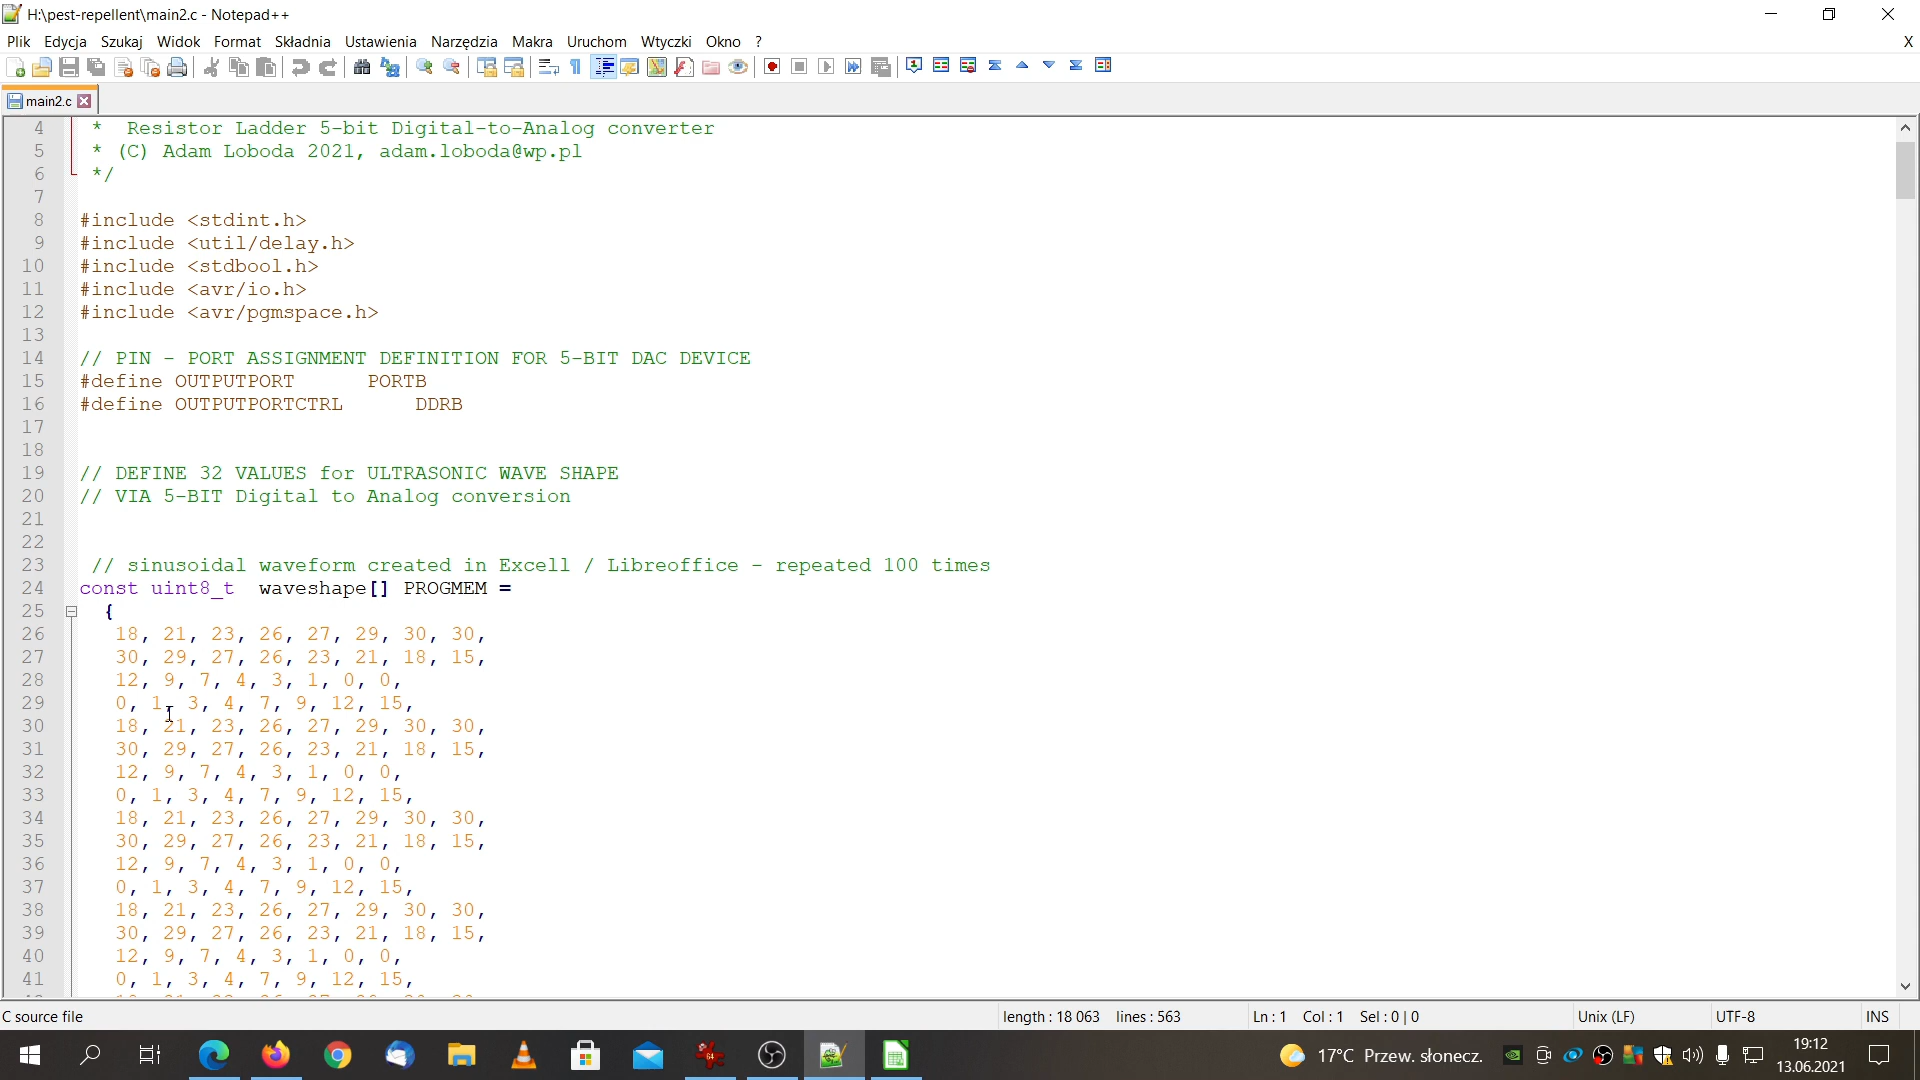 H:\pest-repellent\main2.c - Notepad++
Plik Edycja Szukaj Widok Format Składnia Ustawienia Narzędzia Makra Uruchom Wtyczki Okno ? X
main2.c
4 * Resistor Ladder 5-bit Digital-to-Analog converter
5 * (C) Adam Loboda 2021, adam.loboda@wp.pl
6 */
7
8 #include <stdint.h>
9 #include <util/delay.h>
10 #include <stdbool.h>
11 #include <avr/io.h>
12 #include <avr/pgmspace.h>
13
14 // PIN - PORT ASSIGNMENT DEFINITION FOR 5-BIT DAC DEVICE
15 #define OUTPUTPORT PORTB
16 #define OUTPUTPORTCTRL DDRB
17
18
19 // DEFINE 32 VALUES for ULTRASONIC WAVE SHAPE
20 // VIA 5-BIT Digital to Analog conversion
21
22
23 // sinusoidal waveform created in Excell / Libreoffice - repeated 100 times
24 const uint8_t waveshape[] PROGMEM =
25 {
26 18, 21, 23, 26, 27, 29, 30, 30,
27 30, 29, 27, 26, 23, 21, 18, 15,
28 12, 9, 7, 4, 3, 1, 0, 0,
29 0, 1, 3, 4, 7, 9, 12, 15,
30 18, 21, 23, 26, 27, 29, 30, 30,
31 30, 29, 27, 26, 23, 21, 18, 15,
32 12, 9, 7, 4, 3, 1, 0, 0,
33 0, 1, 3, 4, 7, 9, 12, 15,
34 18, 21, 23, 26, 27, 29, 30, 30,
35 30, 29, 27, 26, 23, 21, 18, 15,
36 12, 9, 7, 4, 3, 1, 0, 0,
37 0, 1, 3, 4, 7, 9, 12, 15,
38 18, 21, 23, 26, 27, 29, 30, 30,
39 30, 29, 27, 26, 23, 21, 18, 15,
40 12, 9, 7, 4, 3, 1, 0, 0,
41 0, 1, 3, 4, 7, 9, 12, 15,
C source file length : 18 063 lines : 563 Ln : 1 Col : 1 Sel : 0 | 0 Unix (LF) UTF-8 INS
17°C Przew. słonecz. 19:12
13.06.2021